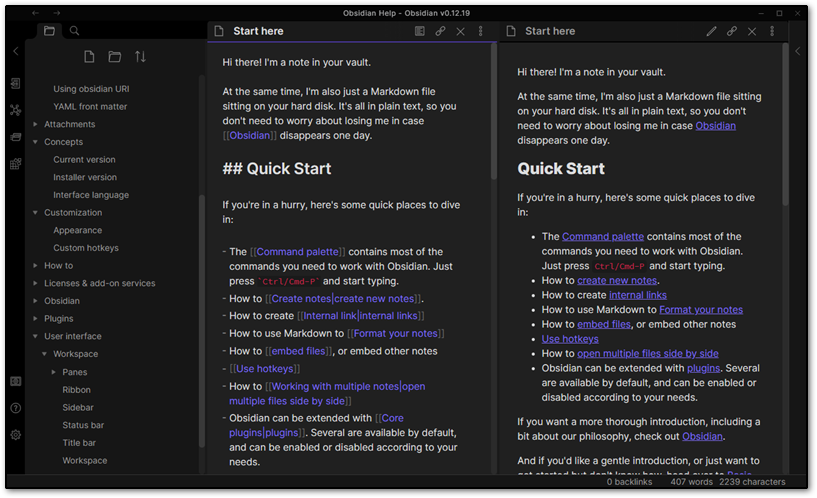 Obsidian Help - Obsidian v0.12.19
Using obsidian URI
YAML front matter
Attachments
Concepts
Current version
Installer version
Interface language
Customization
Appearance
Custom hotkeys
How to
Licenses & add-on services
Obsidian
Plugins
User interface
Workspace
Panes
Ribbon
Sidebar
Status bar
Title bar
Workspace
Start here
Hi there! I'm a note in your vault.
At the same time, I'm also just a Markdown file
sitting on your hard disk. It's all in plain text, so you
don't need to worry about losing me in case
[[Obsidian]] disappears one day.
## Quick Start
If you're in a hurry, here's some quick places to dive
in:
- The [[Command palette]] contains most of the
commands you need to work with Obsidian. Just
press `Ctrl/Cmd-P` and start typing.
- How to [[Create notes|create new notes]].
- How to create [[Internal link|internal links]]
- How to use Markdown to [[Format your notes]]
- How to [[embed files]], or embed other notes
- [[Use hotkeys]]
- How to [[Working with multiple notes|open
multiple files side by side]]
- Obsidian can be extended with [[Core
plugins|plugins]]. Several are available by default,
and can be enabled or disabled according to your
needs.
Start here
Hi there! I'm a note in your vault.
At the same time, I'm also just a Markdown file sitting
on your hard disk. It's all in plain text, so you don't
need to worry about losing me in case Obsidian
disappears one day.
Quick Start
If you're in a hurry, here's some quick places to dive
in:
• The Command palette contains most of the
commands you need to work with Obsidian.
Just press Ctrl/Cmd-P and start typing.
• How to create new notes.
• How to create internal links
• How to use Markdown to Format your notes
• How to embed files, or embed other notes
• Use hotkeys
• How to open multiple files side by side
• Obsidian can be extended with plugins. Several
are available by default, and can be enabled or
disabled according to your needs.
If you want a more thorough introduction, including a
bit about our philosophy, check out Obsidian.
And if you'd like a gentle introduction, or just want to
0 backlinks 407 words 2239 characters